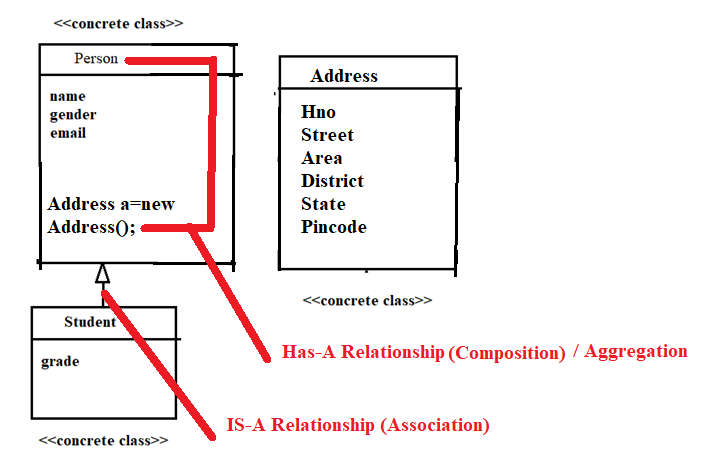 <<concrete class>>
Person
name
gender
email
Address a=new
Address();
Address
Hno
Street
Area
District
State
Pincode
<<concrete class>>
Student
grade
<<concrete class>>
Has-A Relationship (Composition) / Aggregation
IS-A Relationship (Association)